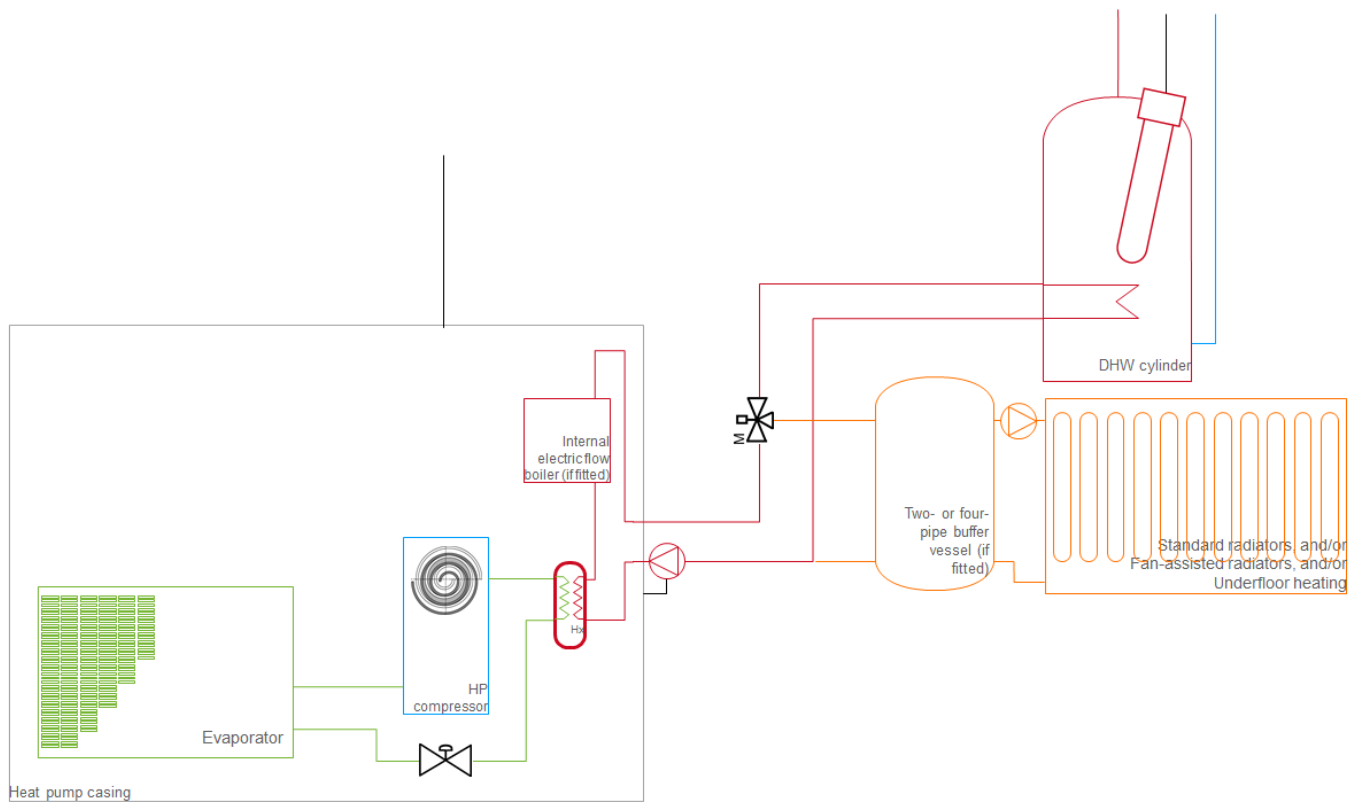 DHW cylinder
M
Internal
electric flow
boiler (if fitted)
Two- or four-
pipe buffer
vessel (if
fitted)
Standard radiators, and/or
Fan-assisted radiators, and/or
Underfloor heating
Hx
HP
compressor
Evaporator
Heat pump casing